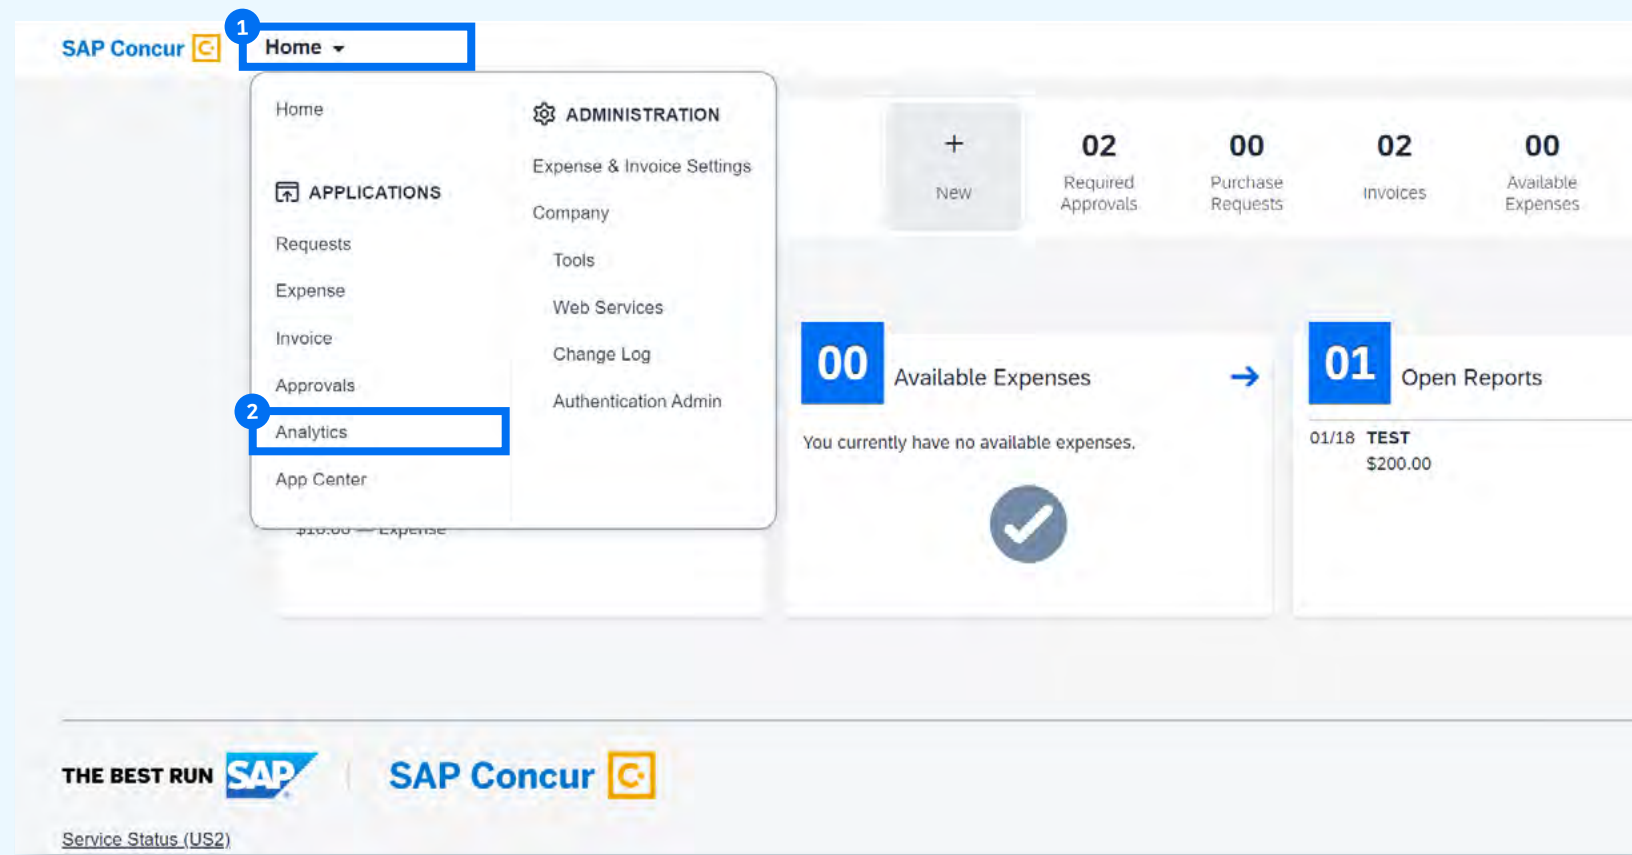 1
SAP Concur C
Home
Home
ADMINISTRATION
Expense & Invoice Settings
APPLICATIONS
Company
Requests
Tools
Expense
Web Services
Invoice
Change Log
Approvals
Authentication Admin
2
Analytics
App Center
$10.00 — Expense
+
New
02
Required
Approvals
00
Purchase
Requests
02
Invoices
00
Available
Expenses
00
Available Expenses
You currently have no available expenses.
01
Open Reports
01/18 TEST
$200.00
THE BEST RUN SAP
SAP Concur C
Service Status (US2)